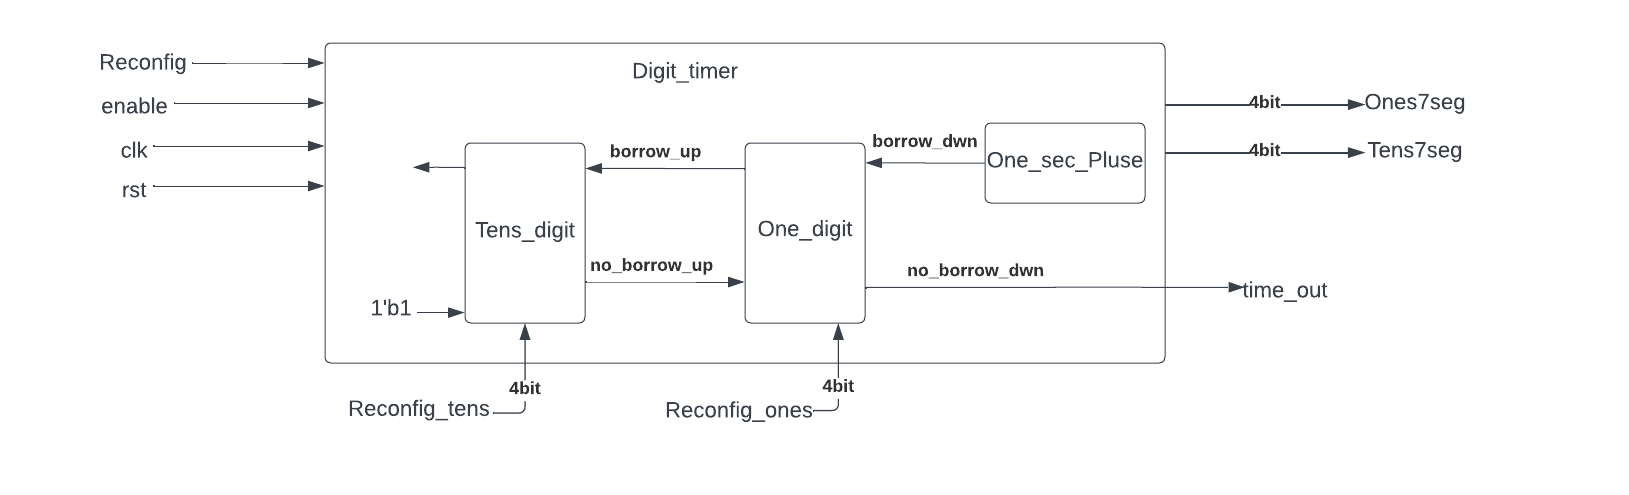 Reconfig
enable
clk
rst
Digit_timer
Tens_digit
borrow_up
no_borrow_up
1'b1
One_digit
borrow_dwn
One_sec_Pluse
no_borrow_dwn
4bit
Ones7seg
4bit
Tens7seg
time_out
4bit
Reconfig_tens
4bit
Reconfig_ones